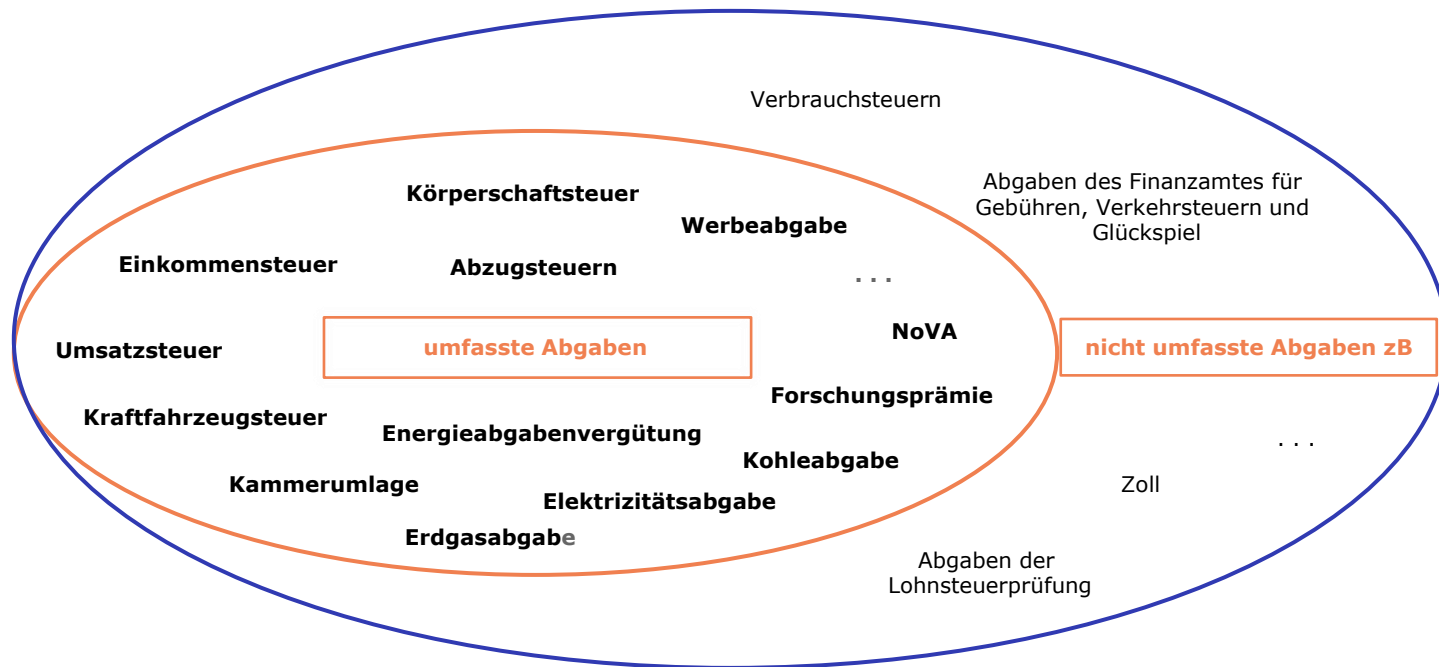 Verbrauchsteuern
Abgaben des Finanzamtes für
Gebühren, Verkehrsteuern und
Glückspiel
Körperschaftsteuer
Werbeabgabe
Einkommensteuer
Abzugsteuern
. . .
NoVA
Umsatzsteuer
umfasste Abgaben
nicht umfasste Abgaben zB
Forschungsprämie
Kraftfahrzeugsteuer
Energieabgabenvergütung
. . .
Kohleabgabe
Kammerumlage
Zoll
Elektrizitätsabgabe
Erdgasabgabe
Abgaben der
Lohnsteuerprüfung